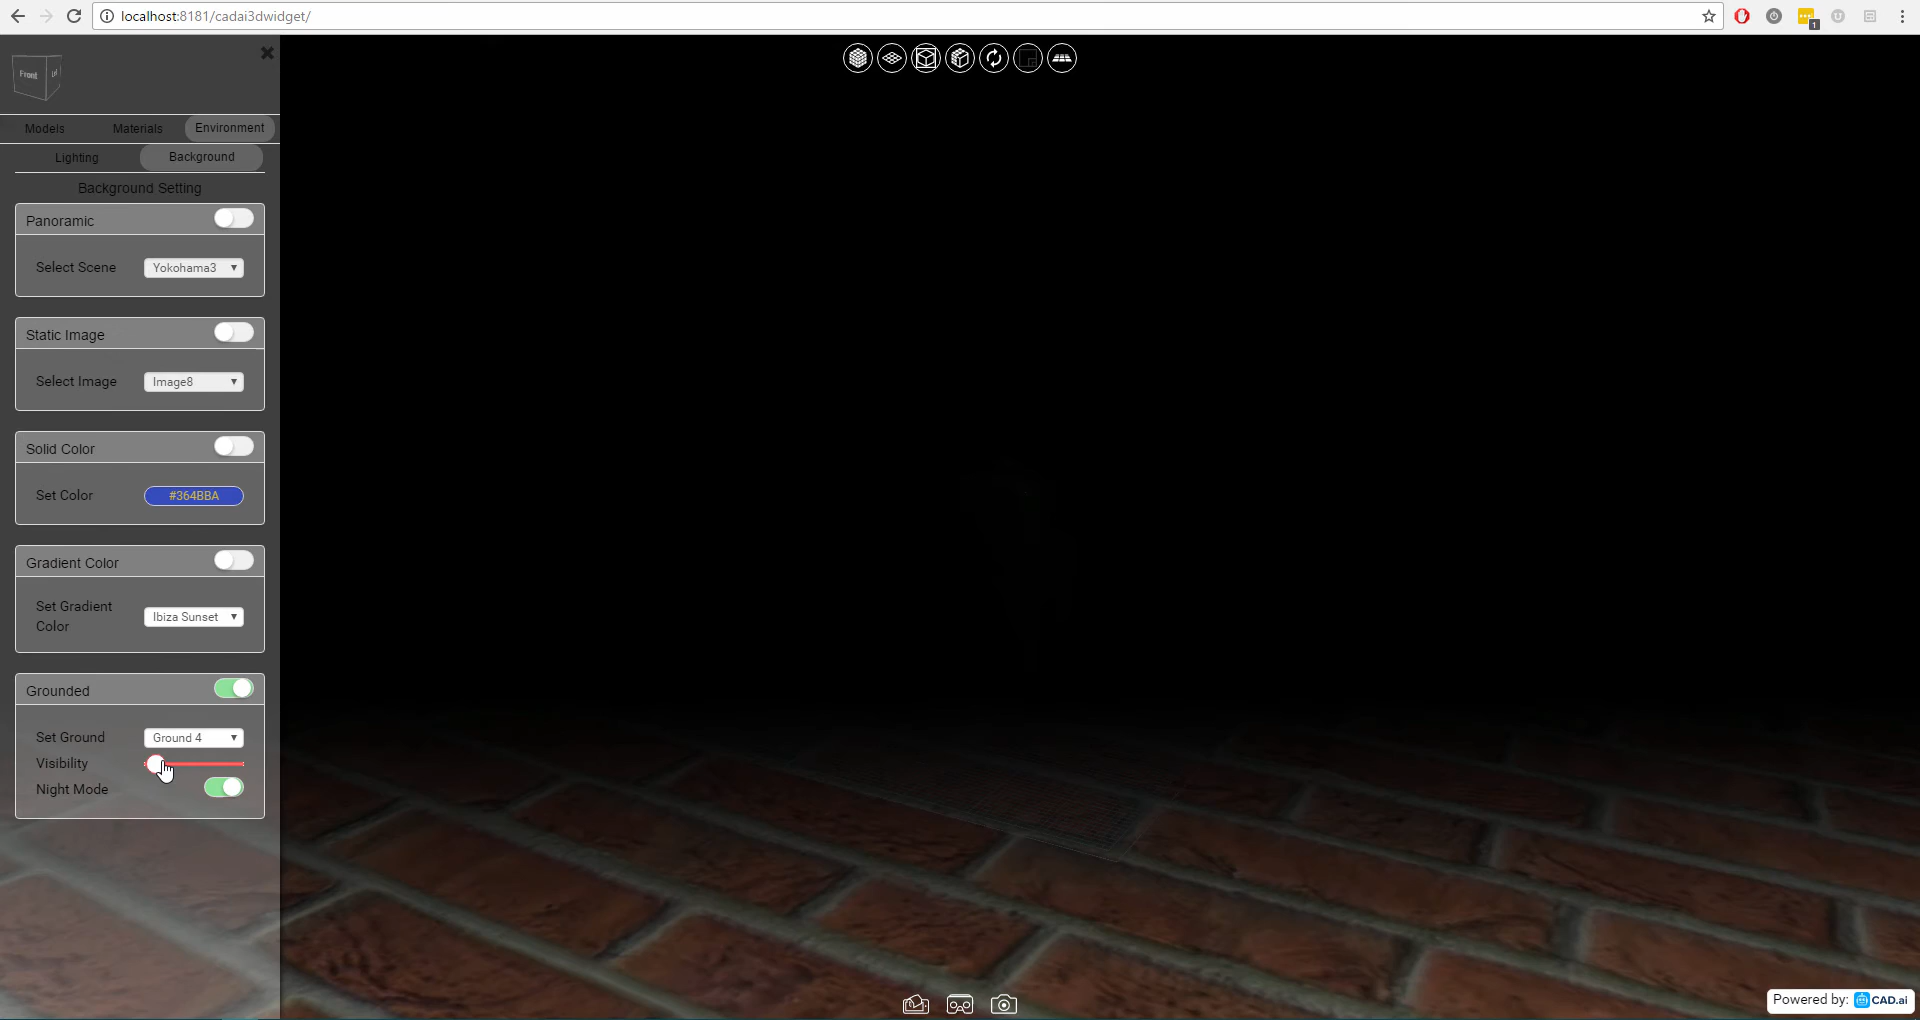 localhost:8181/cadai3dwidget/
1
Front
Models Materials Environment
Lighting Background
Background Setting
Panoramic
Select Scene Yokohama3
Static Image
Select Image Image8
Solid Color
Set Color #364BBA
Gradient Color
Set Gradient Color Ibiza Sunset
Grounded
Set Ground Ground 4
Visibility
Night Mode
Powered by: CAD.ai